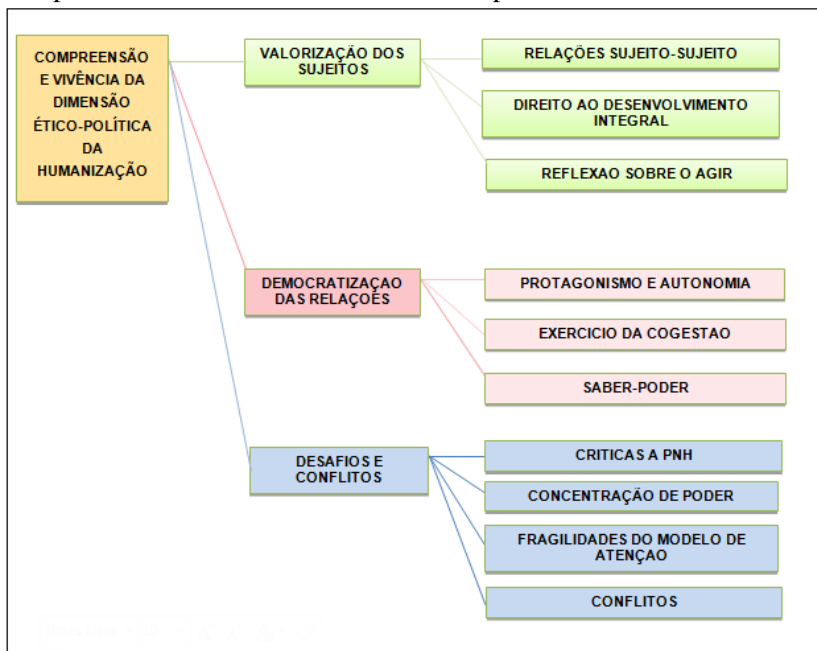 COMPREENSÃO
E VIVÊNCIA DA
DIMENSÃO
ÉTICO-POLÍTICA
DA
HUMANIZAÇÃO
VALORIZAÇÃO DOS
SUJEITOS
RELAÇÕES SUJEITO-SUJEITO
DIREITO AO DESENVOLVIMENTO
INTEGRAL
REFLEXAO SOBRE O AGIR
DEMOCRATIZAÇAO
DAS RELAÇOES
PROTAGONISMO E AUTONOMIA
EXERCICIO DA COGESTAO
SABER-PODER
DESAFIOS E
CONFLITOS
CRITICAS A PNH
CONCENTRAÇÃO DE PODER
FRAGILIDADES DO MODELO DE
ATENÇAO
CONFLITOS